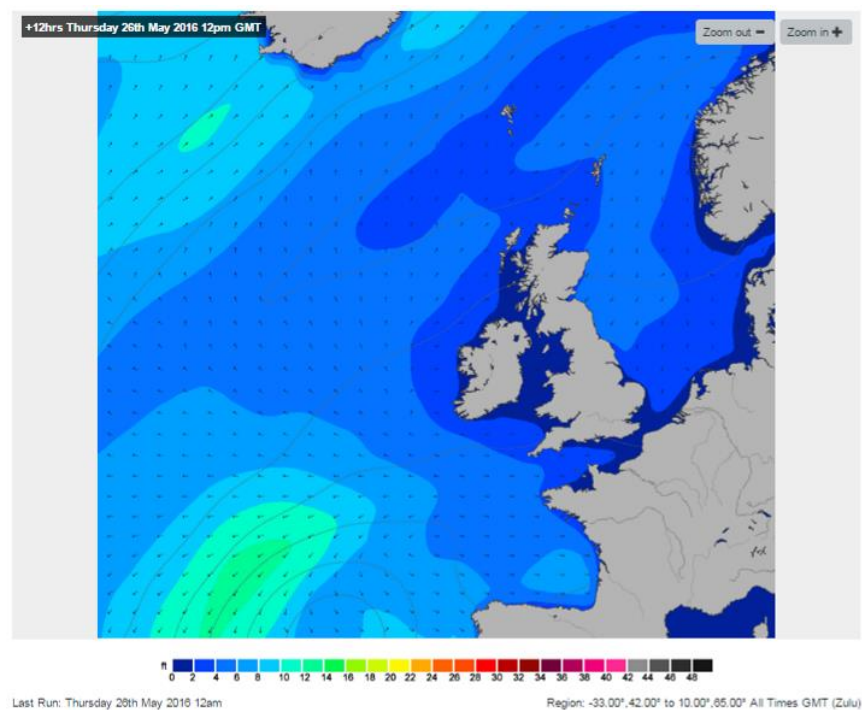 +12hrs Thursday 26th May 2016 12pm GMT
Zoom out −
Zoom in +
ft
0 2 4 6 8 10 12 14 16 18 20 22 24 26 28 30 32 34 36 38 40 42 44 46 48
Last Run: Thursday 26th May 2016 12am
Region: -33.00°,42.00° to 10.00°,65.00° All Times GMT (Zulu)